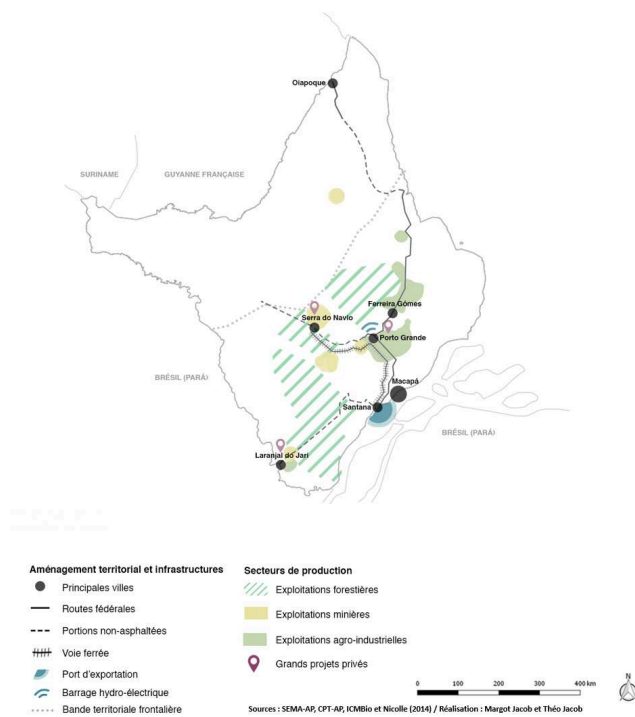 Oiapoque
SURINAME
GUYANNE FRANÇAISE
Ferreira Gómes
Serra do Navio
Porto Grande
BRÉSIL (PARÁ)
Macapá
Santana
BRÉSIL (PARÁ)
Laranjal do Jari
Aménagement territorial et infrastructures
Principales villes
Routes fédérales
Portions non-asphaltées
Voie ferrée
Port d'exportation
Barrage hydro-électrique
Bande territoriale frontalière
Secteurs de production
Exploitations forestières
Exploitations minières
Exploitations agro-industrielles
Grands projets privés
0 100 200 300 400 km
N
Sources : SEMA-AP, CPT-AP, ICMBio et Nicolle (2014) / Réalisation : Margot Jacob et Théo Jacob